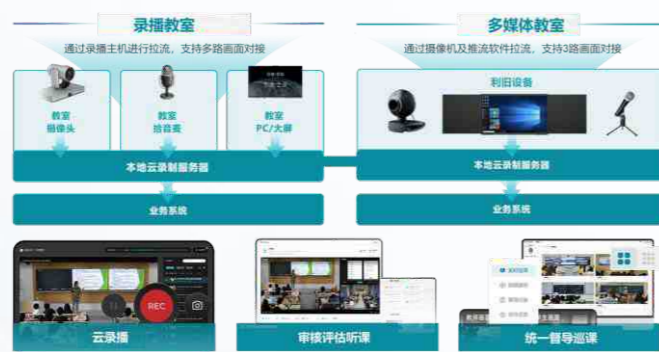 录播教室
通过录播主机进行拉流，支持多路画面对接
教室
摄像头
教室
拾音麦
教室
PC/大屏
本地云录制服务器
业务系统
多媒体教室
通过摄像机及推流软件拉流，支持3路画面对接
利旧设备
本地云录制服务器
业务系统
REC
云录播
审核评估听课
统一督导巡课